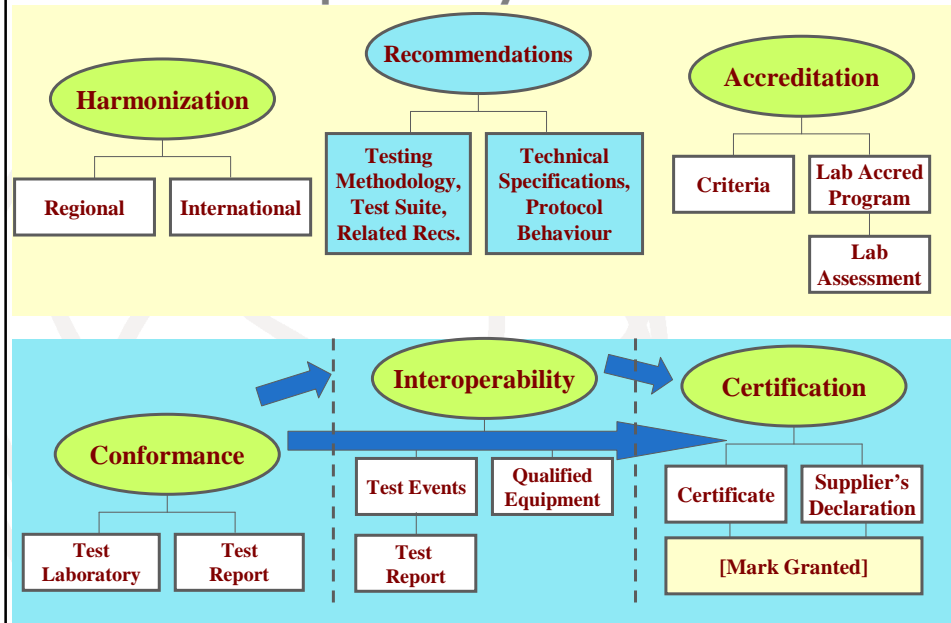 Recommendations
Harmonization
Accreditation
Regional
International
Testing
Methodology,
Test Suite,
Related Recs.
Technical
Specifications,
Protocol
Behaviour
Criteria
Lab Accred
Program
Lab
Assessment
Interoperability
Certification
Conformance
Test Events
Qualified
Equipment
Certificate
Supplier’s
Declaration
Test
Laboratory
Test
Report
Test
Report
[Mark Granted]